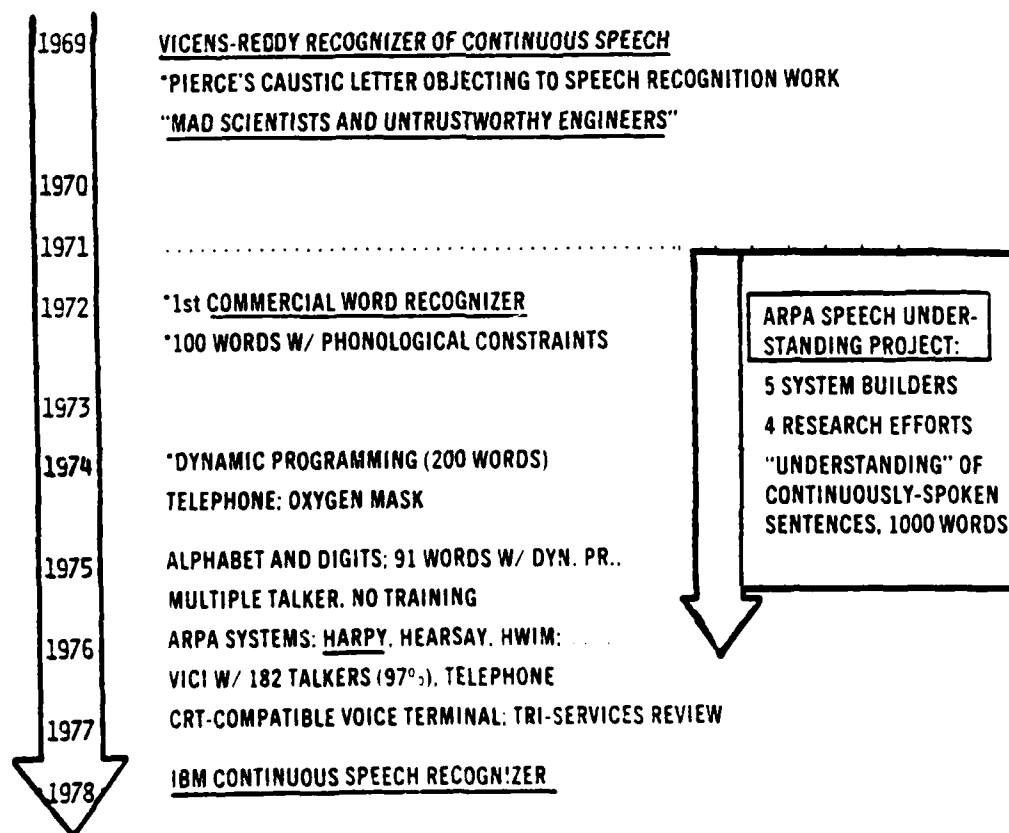 1969 VICENS-REDDY RECOGNIZER OF CONTINUOUS SPEECH
*PIERCE'S CAUSTIC LETTER OBJECTING TO SPEECH RECOGNITION WORK
"MAD SCIENTISTS AND UNTRUSTWORTHY ENGINEERS"
1970
1971
1972 *1st COMMERCIAL WORD RECOGNIZER
*100 WORDS W/ PHONOLOGICAL CONSTRAINTS
1973
1974 *DYNAMIC PROGRAMMING (200 WORDS)
TELEPHONE; OXYGEN MASK
1975 ALPHABET AND DIGITS; 91 WORDS W/ DYN. PR..
MULTIPLE TALKER. NO TRAINING
1976 ARPA SYSTEMS: HARPY, HEARSAY, HWIM;
VICI W/ 182 TALKERS (97%), TELEPHONE
1977 CRT-COMPATIBLE VOICE TERMINAL; TRI-SERVICES REVIEW
1978 IBM CONTINUOUS SPEECH RECOGNIZER
ARPA SPEECH UNDER-
STANDING PROJECT:
5 SYSTEM BUILDERS
4 RESEARCH EFFORTS
"UNDERSTANDING" OF
CONTINUOUSLY-SPOKEN
SENTENCES, 1000 WORDS